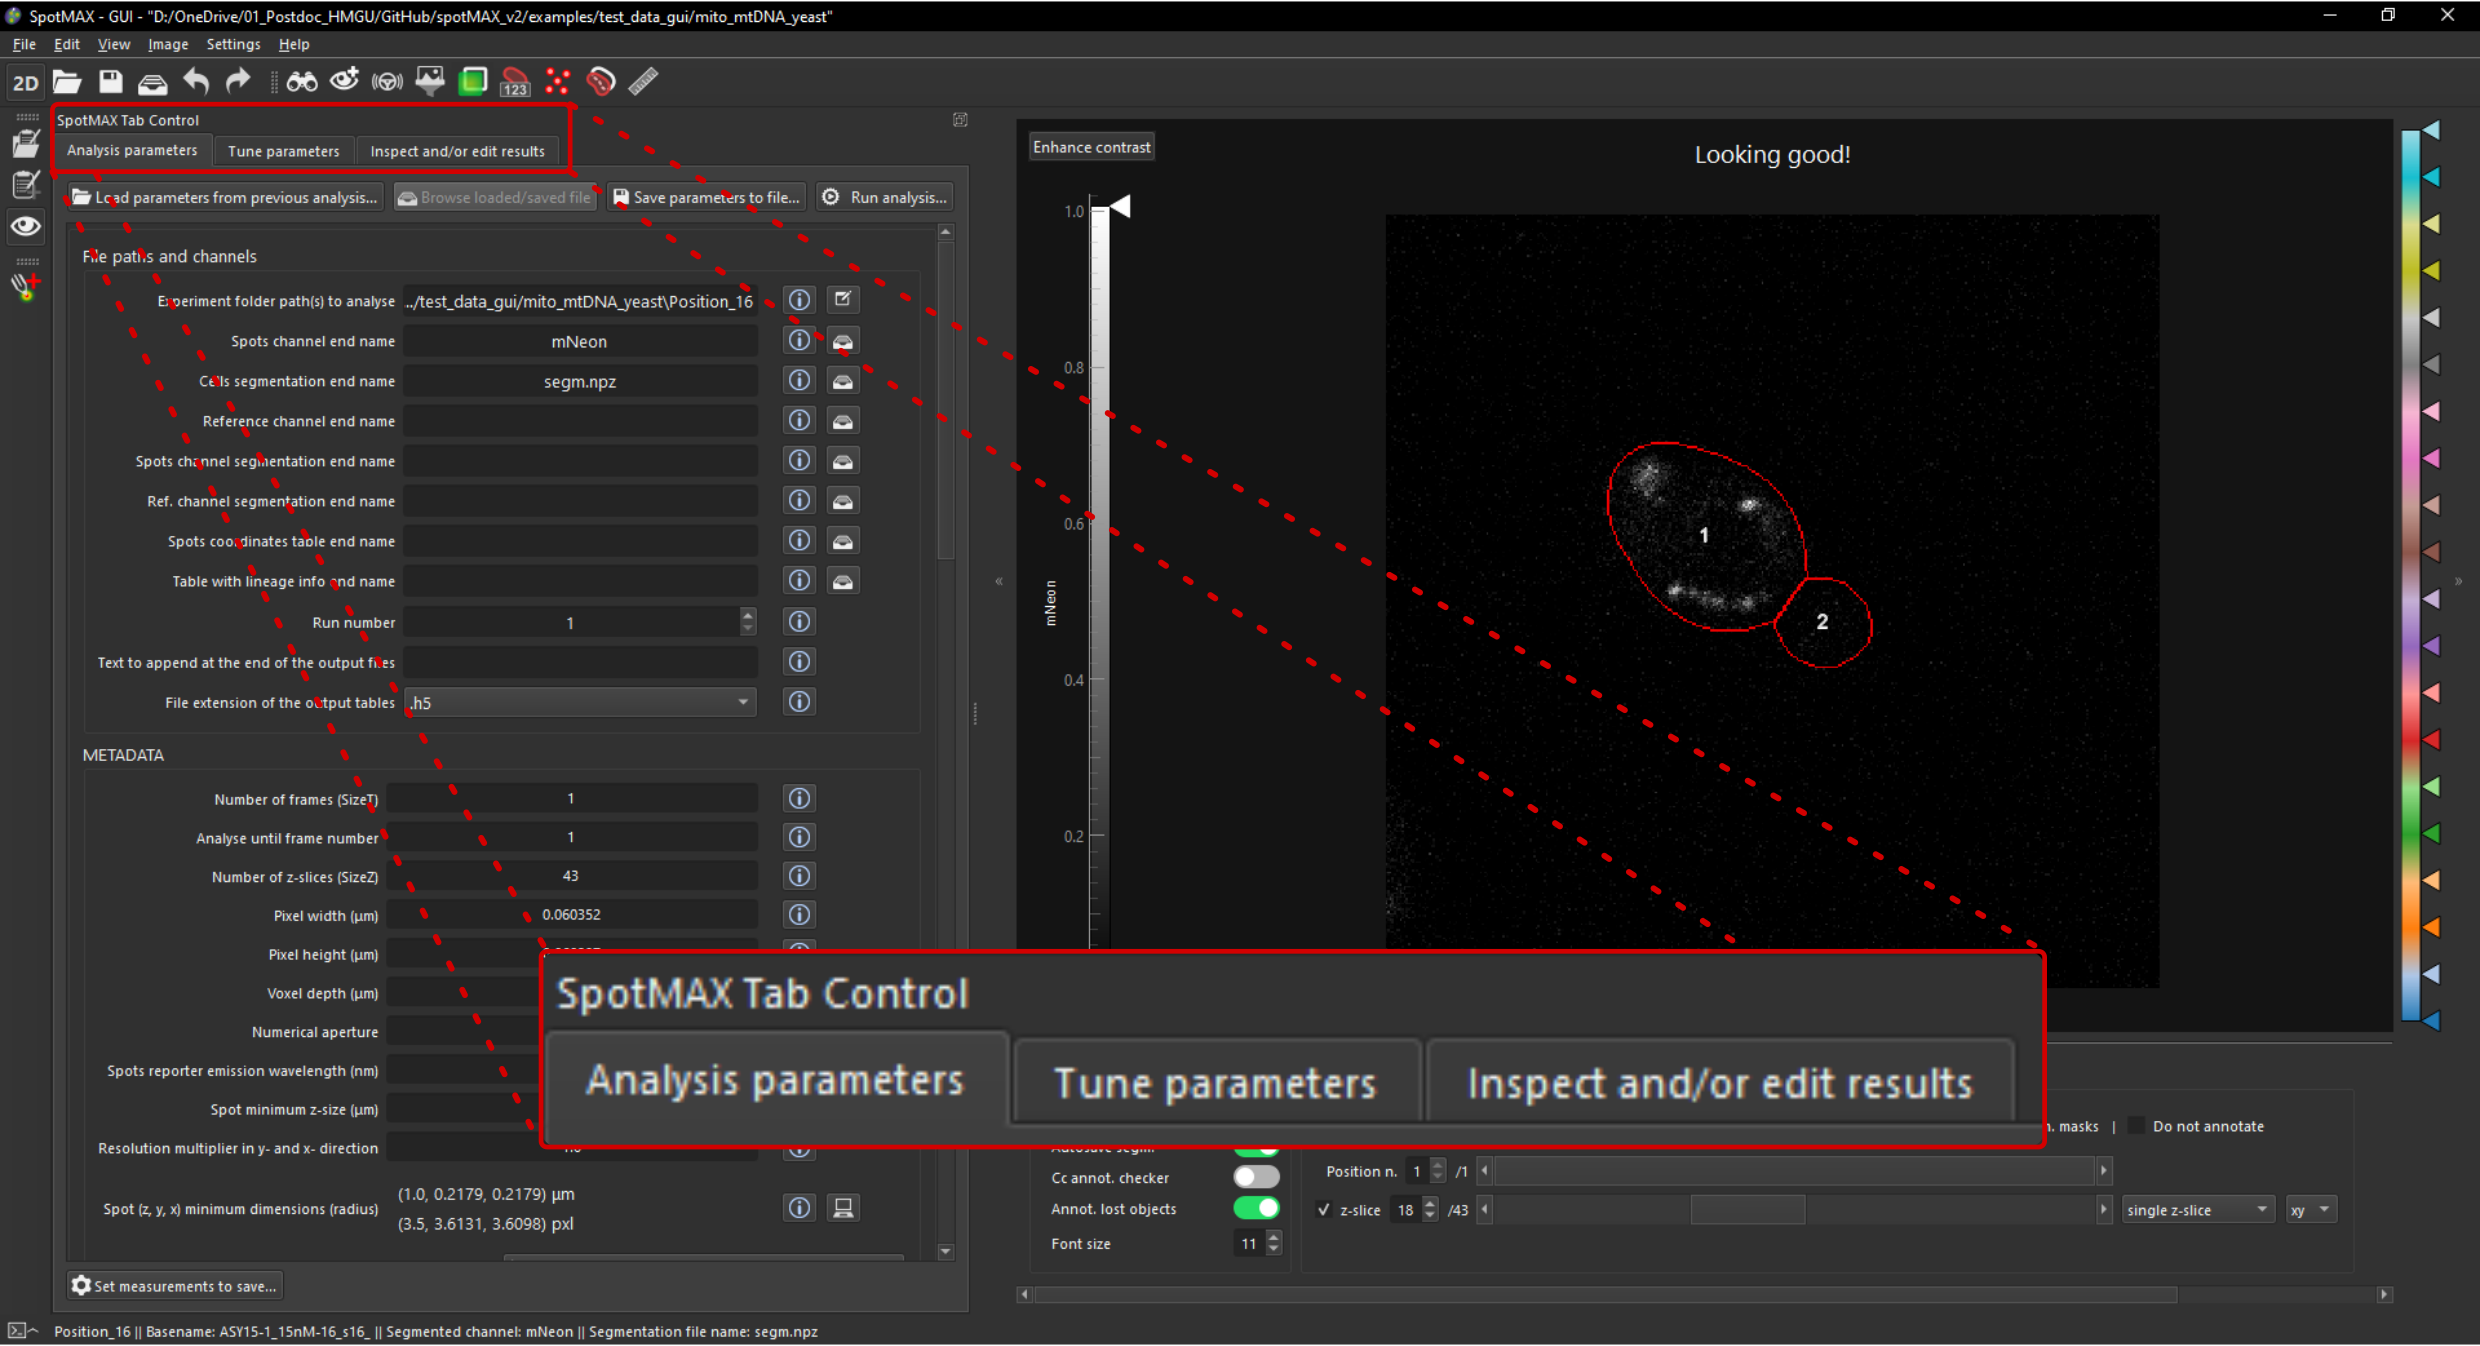 SpotMAX - GUI - "D:/OneDrive/01_Postdoc_HMGU/GitHub/spotMAX_v2/examples/test_data_gui/mito_mtDNA_yeast"
File Edit View Image Settings Help
2D
123
SpotMAX Tab Control
Analysis parameters Tune parameters Inspect and/or edit results
Load parameters from previous analysis... Browse loaded/saved file Save parameters to file... Run analysis...
File paths and channels
Experiment folder path(s) to analyse ../test_data_gui/mito_mtDNA_yeast\Position_16
Spots channel end name mNeon
Cells segmentation end name segm.npz
Reference channel end name
Spots channel segmentation end name
Ref. channel segmentation end name
Spots coordinates table end name
Table with lineage info end name
Run number 1
Text to append at the end of the output files
File extension of the output tables .h5
METADATA
Number of frames (SizeT) 1
Analyse until frame number 1
Number of z-slices (SizeZ) 43
Pixel width (µm) 0.060352
Pixel height (µm)
Voxel depth (µm)
Numerical aperture
Spots reporter emission wavelength (nm)
Spot minimum z-size (µm)
Resolution multiplier in y- and x- direction
Spot (z, y, x) minimum dimensions (radius) (1.0, 0.2179, 0.2179) µm
(3.5, 3.6131, 3.6098) pxl
Set measurements to save...
Enhance contrast
Looking good!
1.0
0.8
0.6
0.4
0.2
mNeon
1
2
SpotMAX Tab Control
Analysis parameters Tune parameters Inspect and/or edit results
masks | Do not annotate
Autosave segm.
Cc annot. checker
Annot. lost objects
Font size 11
Position n. 1 /1
z-slice 18 /43 single z-slice xy
Position_16 || Basename: ASY15-1_15nM-16_s16_ || Segmented channel: mNeon || Segmentation file name: segm.npz